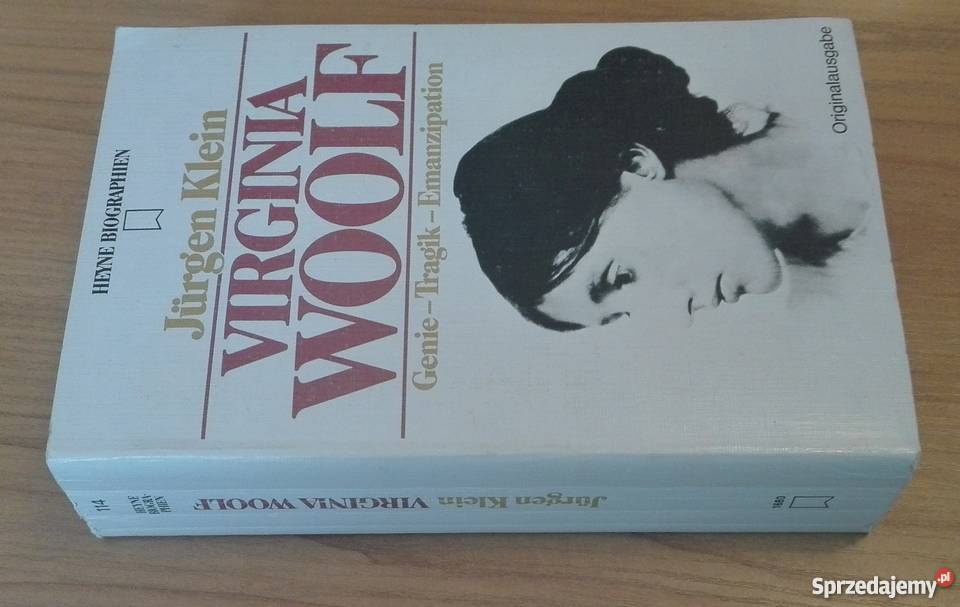 HEYNE BIOGRAPHIEN
Jürgen Klein
VIRGINIA
WOOLF
Genie – Tragik – Emanzipation
Originalausgabe
114
HEYNE
BIOGRA-
PHIEN
Jürgen Klein VIRGINIA WOOLF
1680
Sprzedajemy.pl